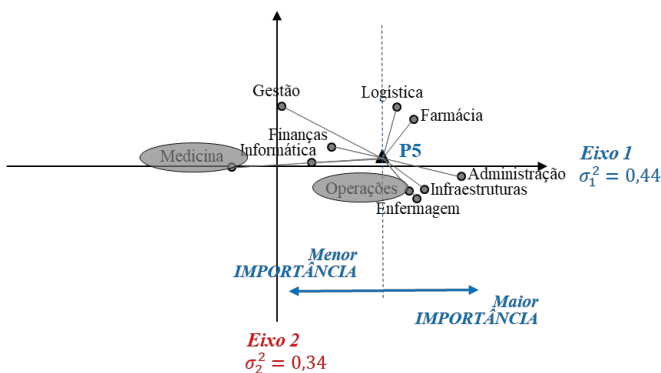 Gestão
Logística
Farmácia
Finanças
Informática
Medicina
P5
Eixo 1
σ₁² = 0,44
Administração
Operações
Infraestruturas
Enfermagem
Menor
IMPORTÂNCIA
Maior
IMPORTÂNCIA
Eixo 2
σ₂² = 0,34